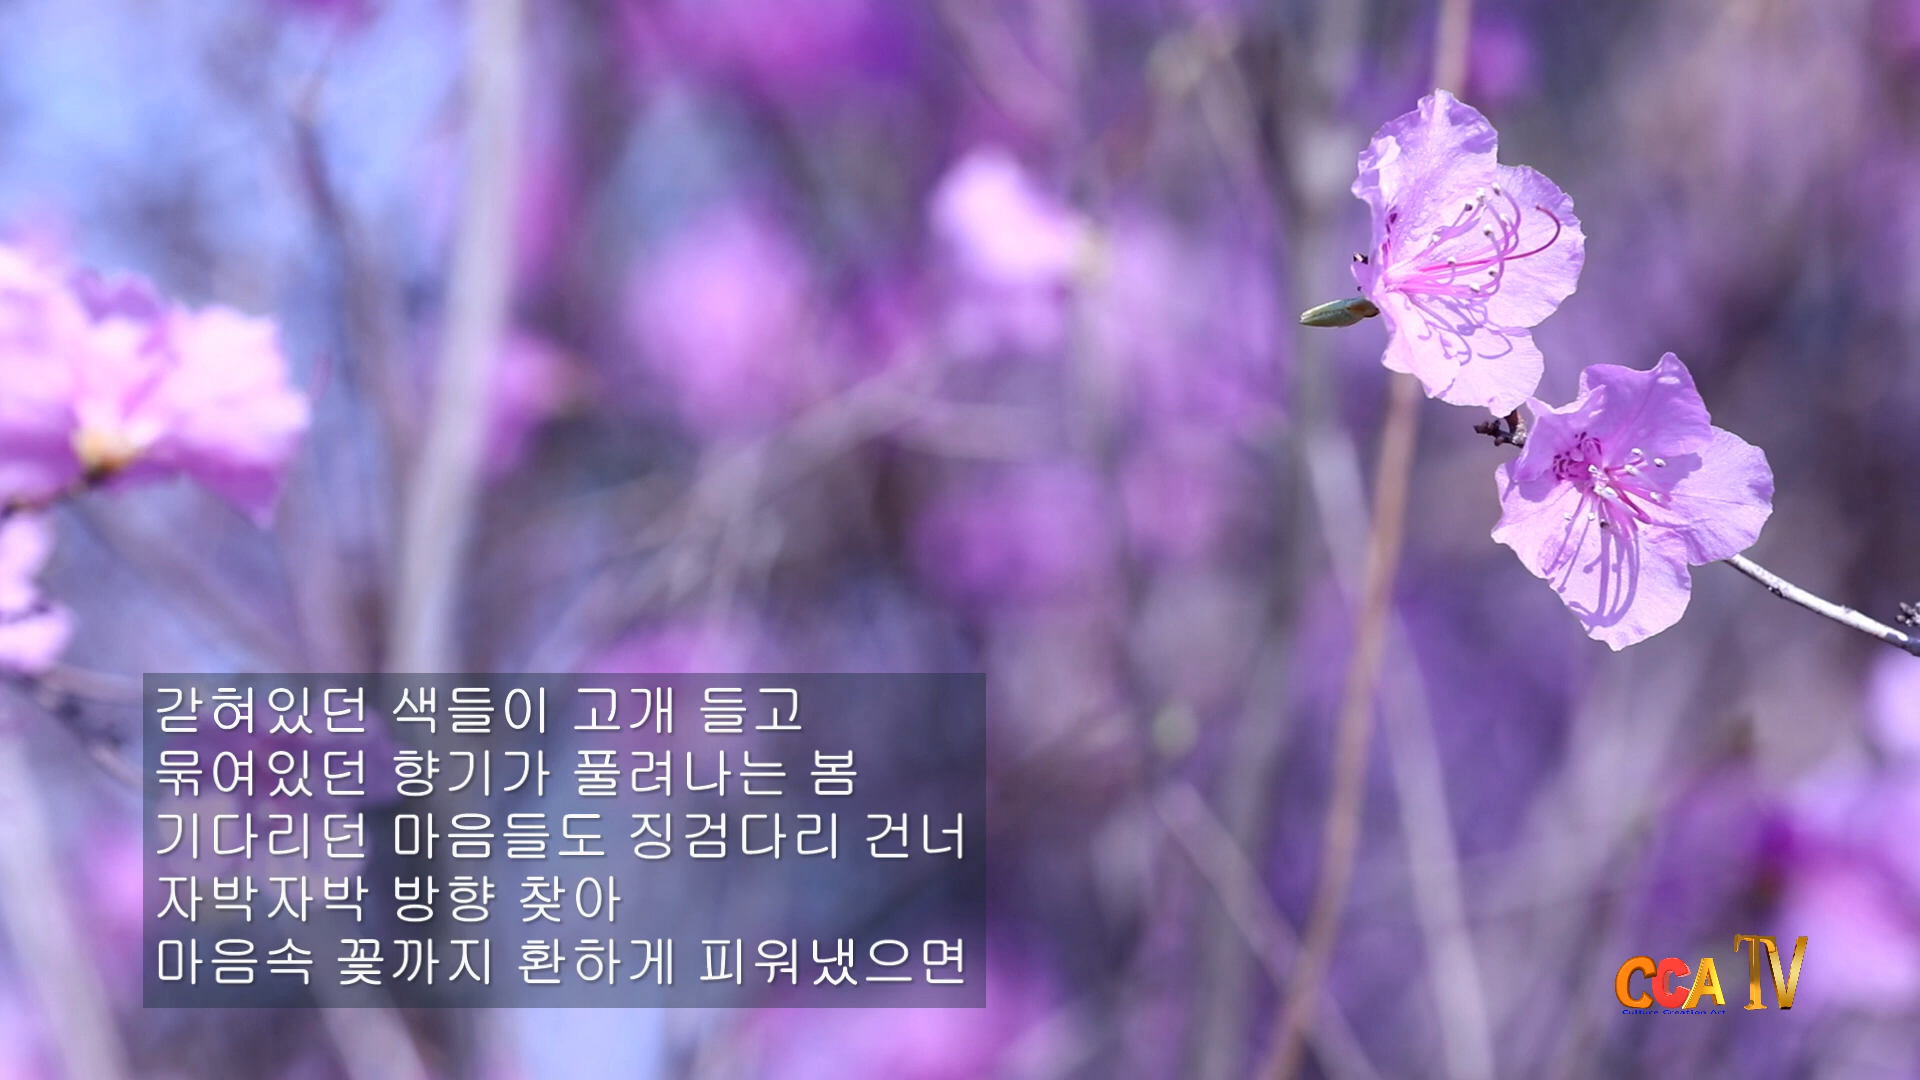 갇혀있던 색들이 고개 들고
묶여있던 향기가 풀려나는 봄
기다리던 마음들도 징검다리 건너
자박자박 방향 찾아
마음속 꽃까지 환하게 피워냈으면
CCA TV
Culture Creation Art